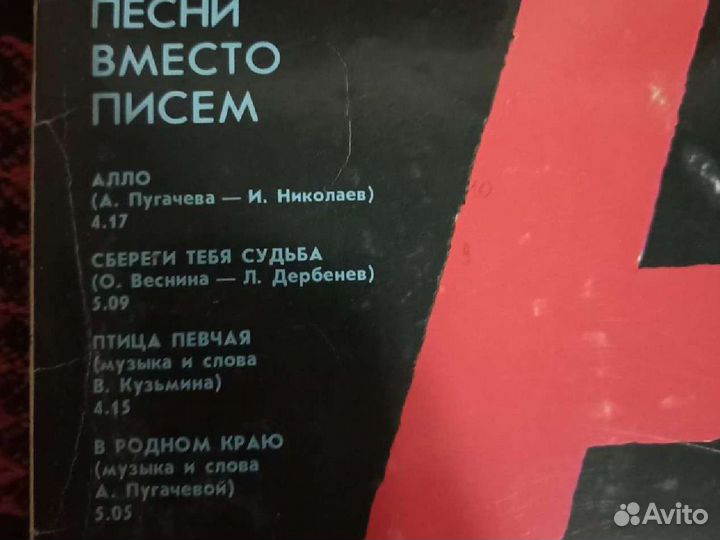 ПЕСНИ
ВМЕСТО
ПИСЕМ
АЛЛО
(А. Пугачева — И. Николаев)
4.17
СБЕРЕГИ ТЕБЯ СУДЬБА
(О. Веснина — Л. Дербенев)
5.09
ПТИЦА ПЕВЧАЯ
(музыка и слова
В. Кузьмина)
4.15
В РОДНОМ КРАЮ
(музыка и слова
А. Пугачевой)
5.05
Avito